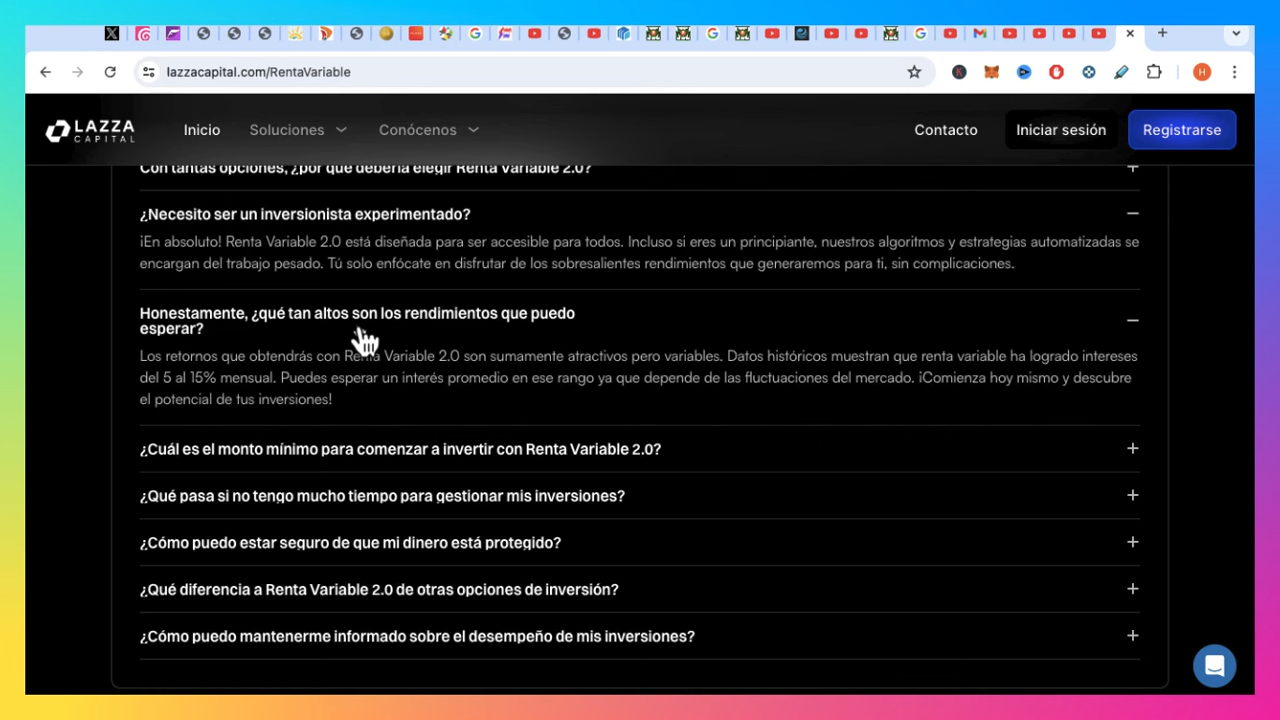 lazzacapital.com/RentaVariable
H
LAZZA
CAPITAL
Inicio
Soluciones
Conócenos
Contacto
Iniciar sesión
Registrarse
Con tantas opciones, ¿por qué debería elegir Renta Variable 2.0?
¿Necesito ser un inversionista experimentado?
¡En absoluto! Renta Variable 2.0 está diseñada para ser accesible para todos. Incluso si eres un principiante, nuestros algoritmos y estrategias automatizadas se
encargan del trabajo pesado. Tú solo enfócate en disfrutar de los sobresalientes rendimientos que generaremos para ti, sin complicaciones.
Honestamente, ¿qué tan altos son los rendimientos que puedo
esperar?
Los retornos que obtendrás con Renta Variable 2.0 son sumamente atractivos pero variables. Datos históricos muestran que renta variable ha logrado intereses
del 5 al 15% mensual. Puedes esperar un interés promedio en ese rango ya que depende de las fluctuaciones del mercado. ¡Comienza hoy mismo y descubre
el potencial de tus inversiones!
¿Cuál es el monto mínimo para comenzar a invertir con Renta Variable 2.0?
¿Qué pasa si no tengo mucho tiempo para gestionar mis inversiones?
¿Cómo puedo estar seguro de que mi dinero está protegido?
¿Qué diferencia a Renta Variable 2.0 de otras opciones de inversión?
¿Cómo puedo mantenerme informado sobre el desempeño de mis inversiones?